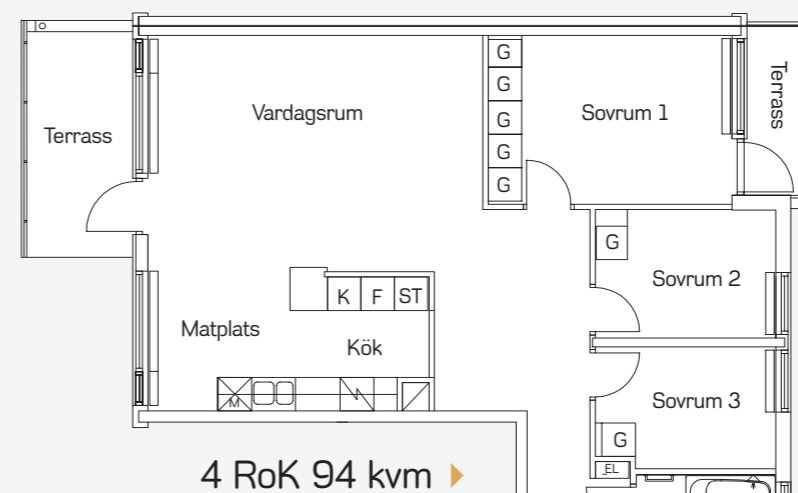 G
G
G
G
G
Vardagsrum
Sovrum 1
Terrass
Terrass
G
Sovrum 2
K F ST
Matplats
Kök
M
Sovrum 3
G
EL
4 RoK 94 kvm